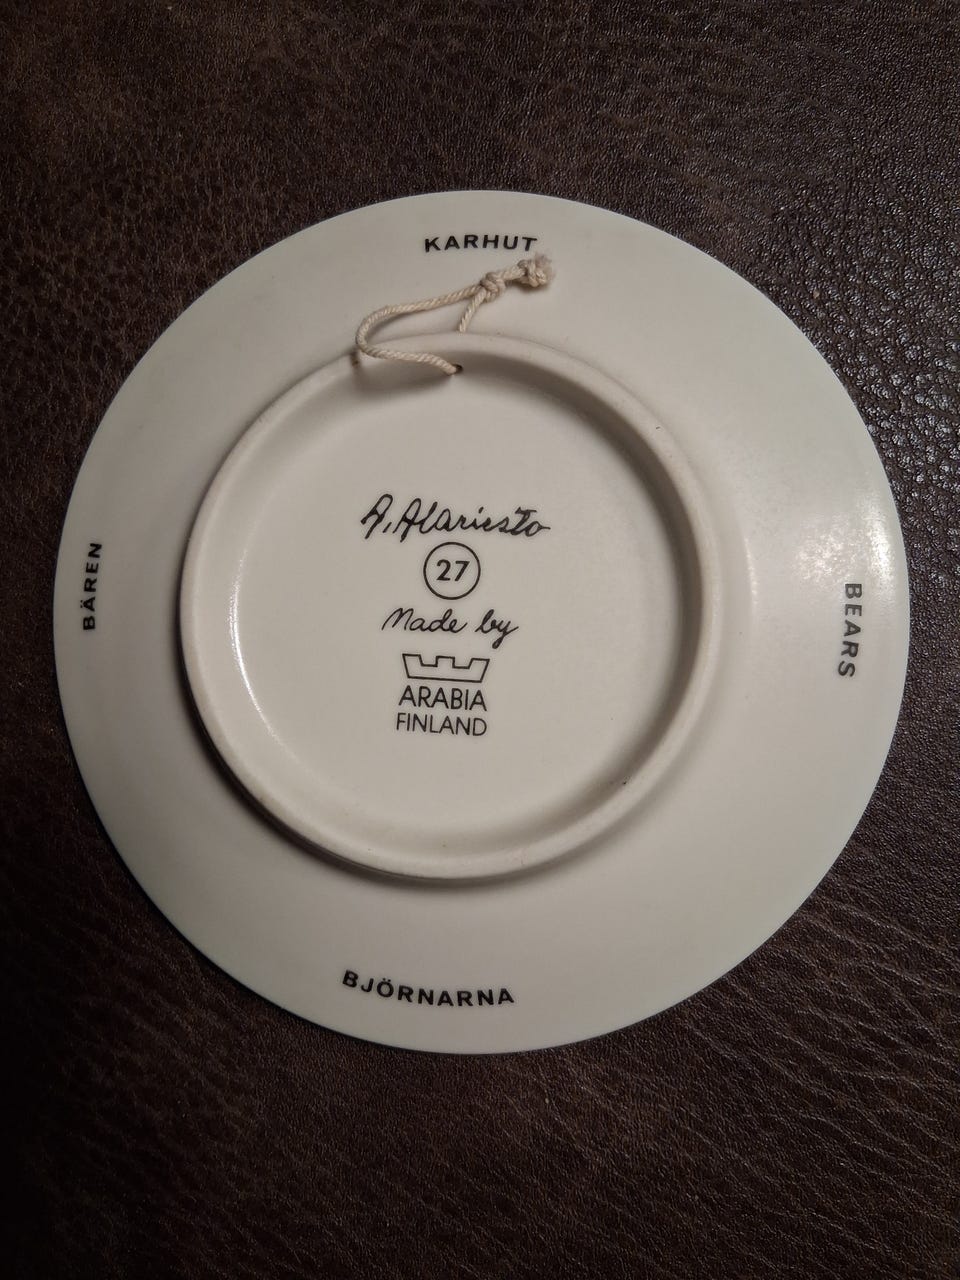 KARHUT
BÄREN
A. Alariesto
27
Made by
ARABIA
FINLAND
BEARS
BJÖRNARNA